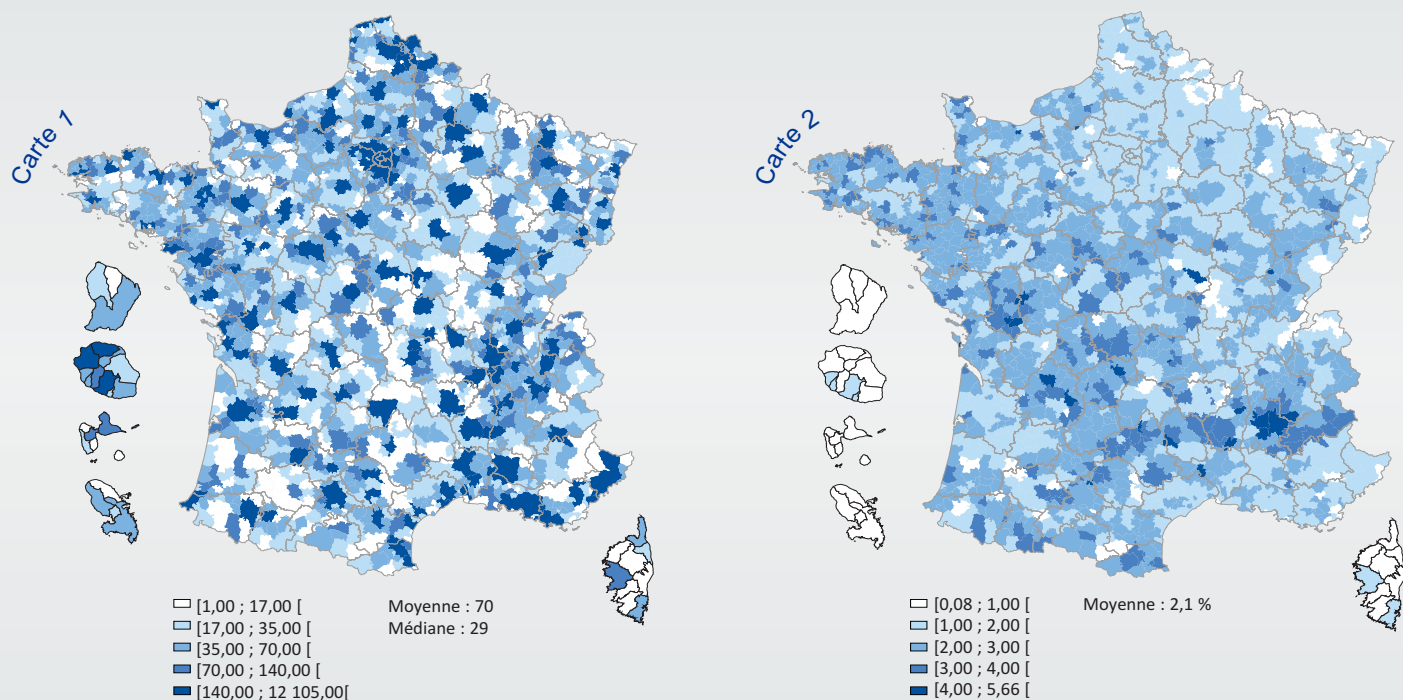 Carte 1
[1,00 ; 17,00 [
[17,00 ; 35,00 [
[35,00 ; 70,00 [
[70,00 ; 140,00 [
[140,00 ; 12 105,00[
Moyenne : 70
Médiane : 29
Carte 2
[0,08 ; 1,00 [
[1,00 ; 2,00 [
[2,00 ; 3,00 [
[3,00 ; 4,00 [
[4,00 ; 5,66 [
Moyenne : 2,1 %